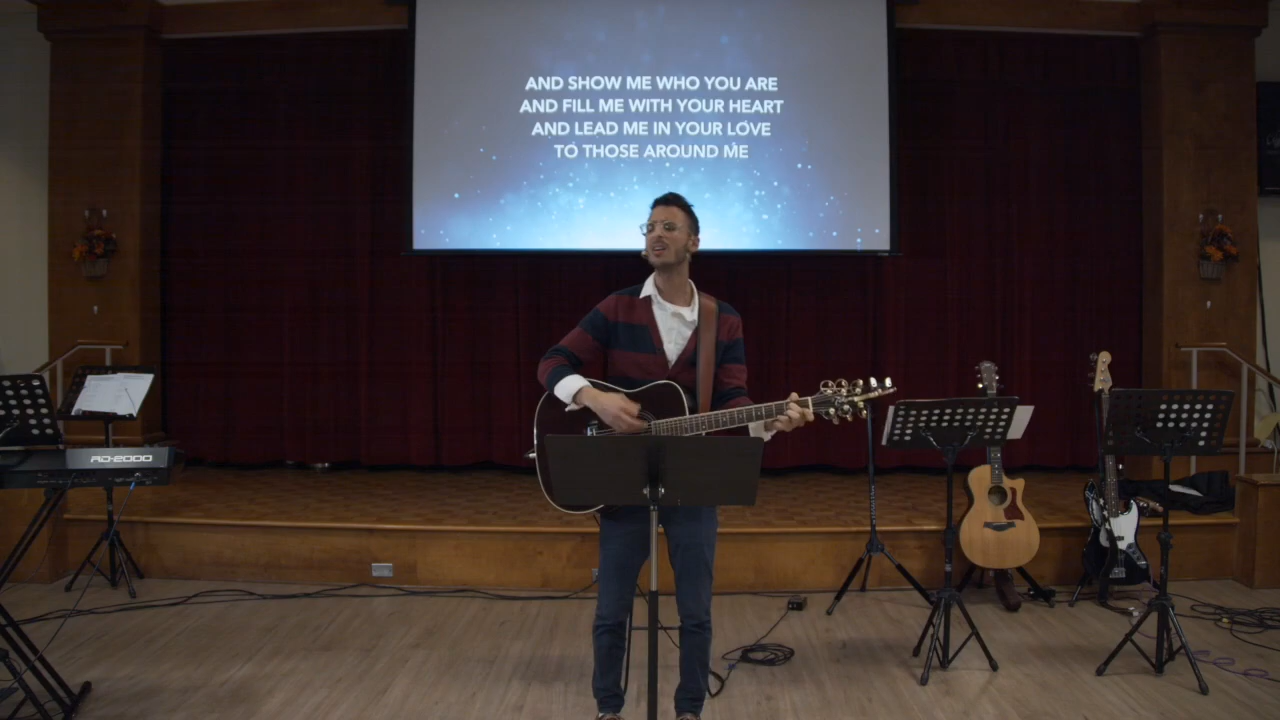 AND SHOW ME WHO YOU ARE
AND FILL ME WITH YOUR HEART
AND LEAD ME IN YOUR LOVE
TO THOSE AROUND ME
RD-2000